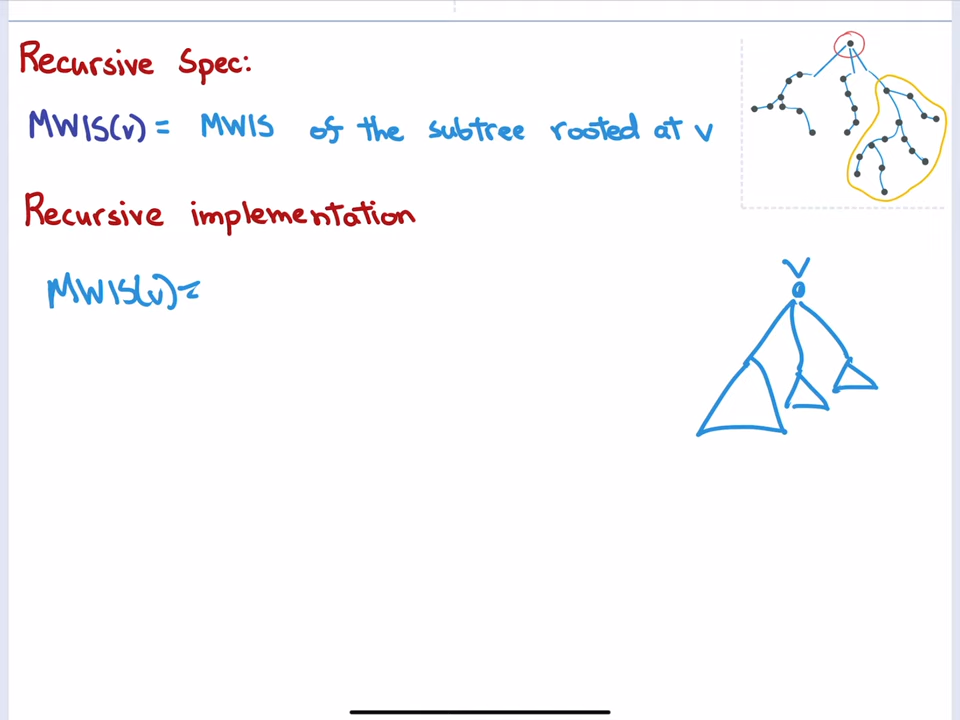 Recursive Spec:
MWIS(v) = MWIS of the subtree rooted at v
Recursive implementation
MWIS(v) =
v